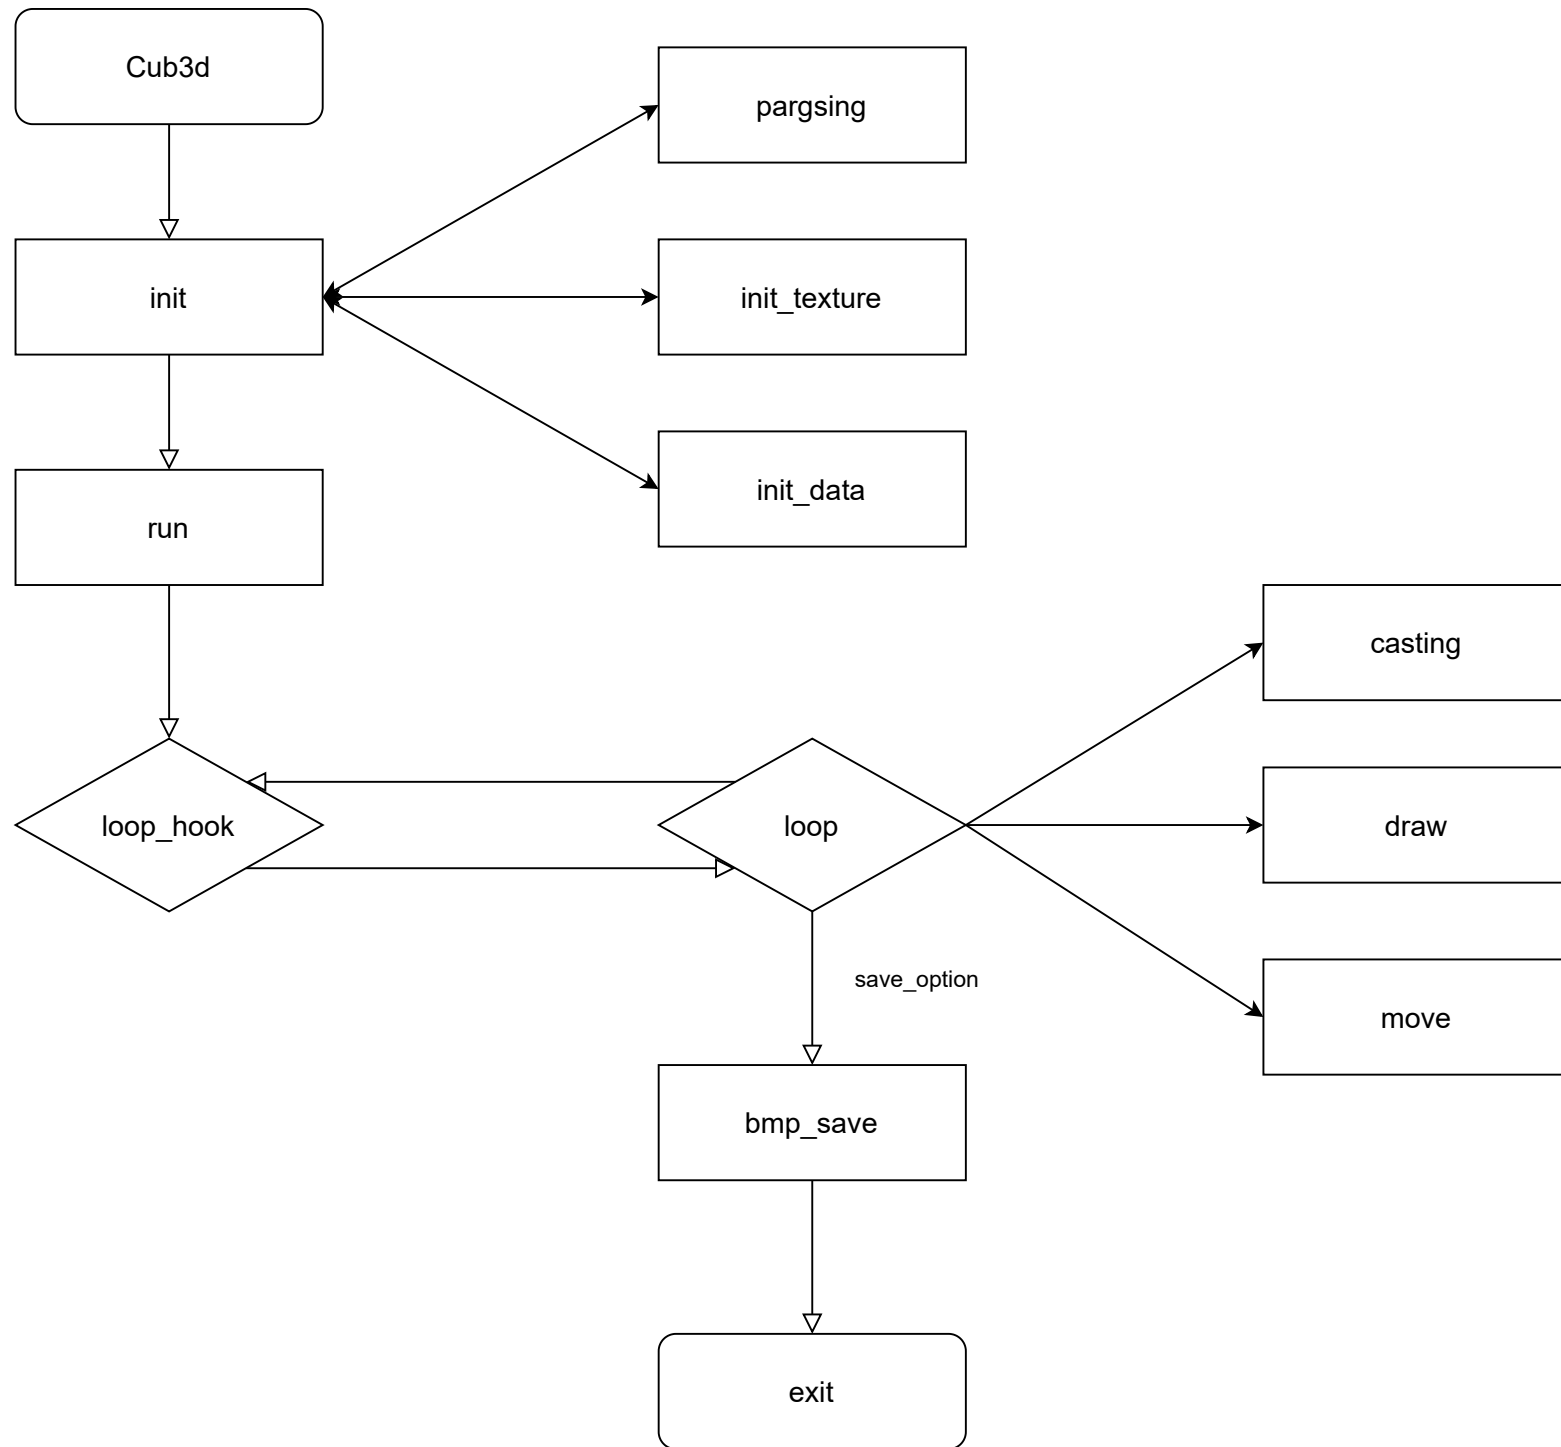 Cub3d
pargsing
init
init_texture
init_data
run
casting
loop_hook
loop
draw
save_option
move
bmp_save
exit